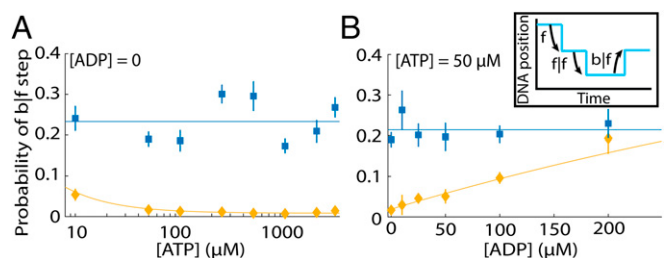 A
Probability of b|f step
0.4
0.3
0.2
0.1
0
[ADP] = 0
10
100
1000
[ATP] (μM)
B
0.4
0.3
0.2
0.1
0
[ATP] = 50 μM
0
50
100
150
200
[ADP] (μM)
DNA position
f
f|f
b|f
Time